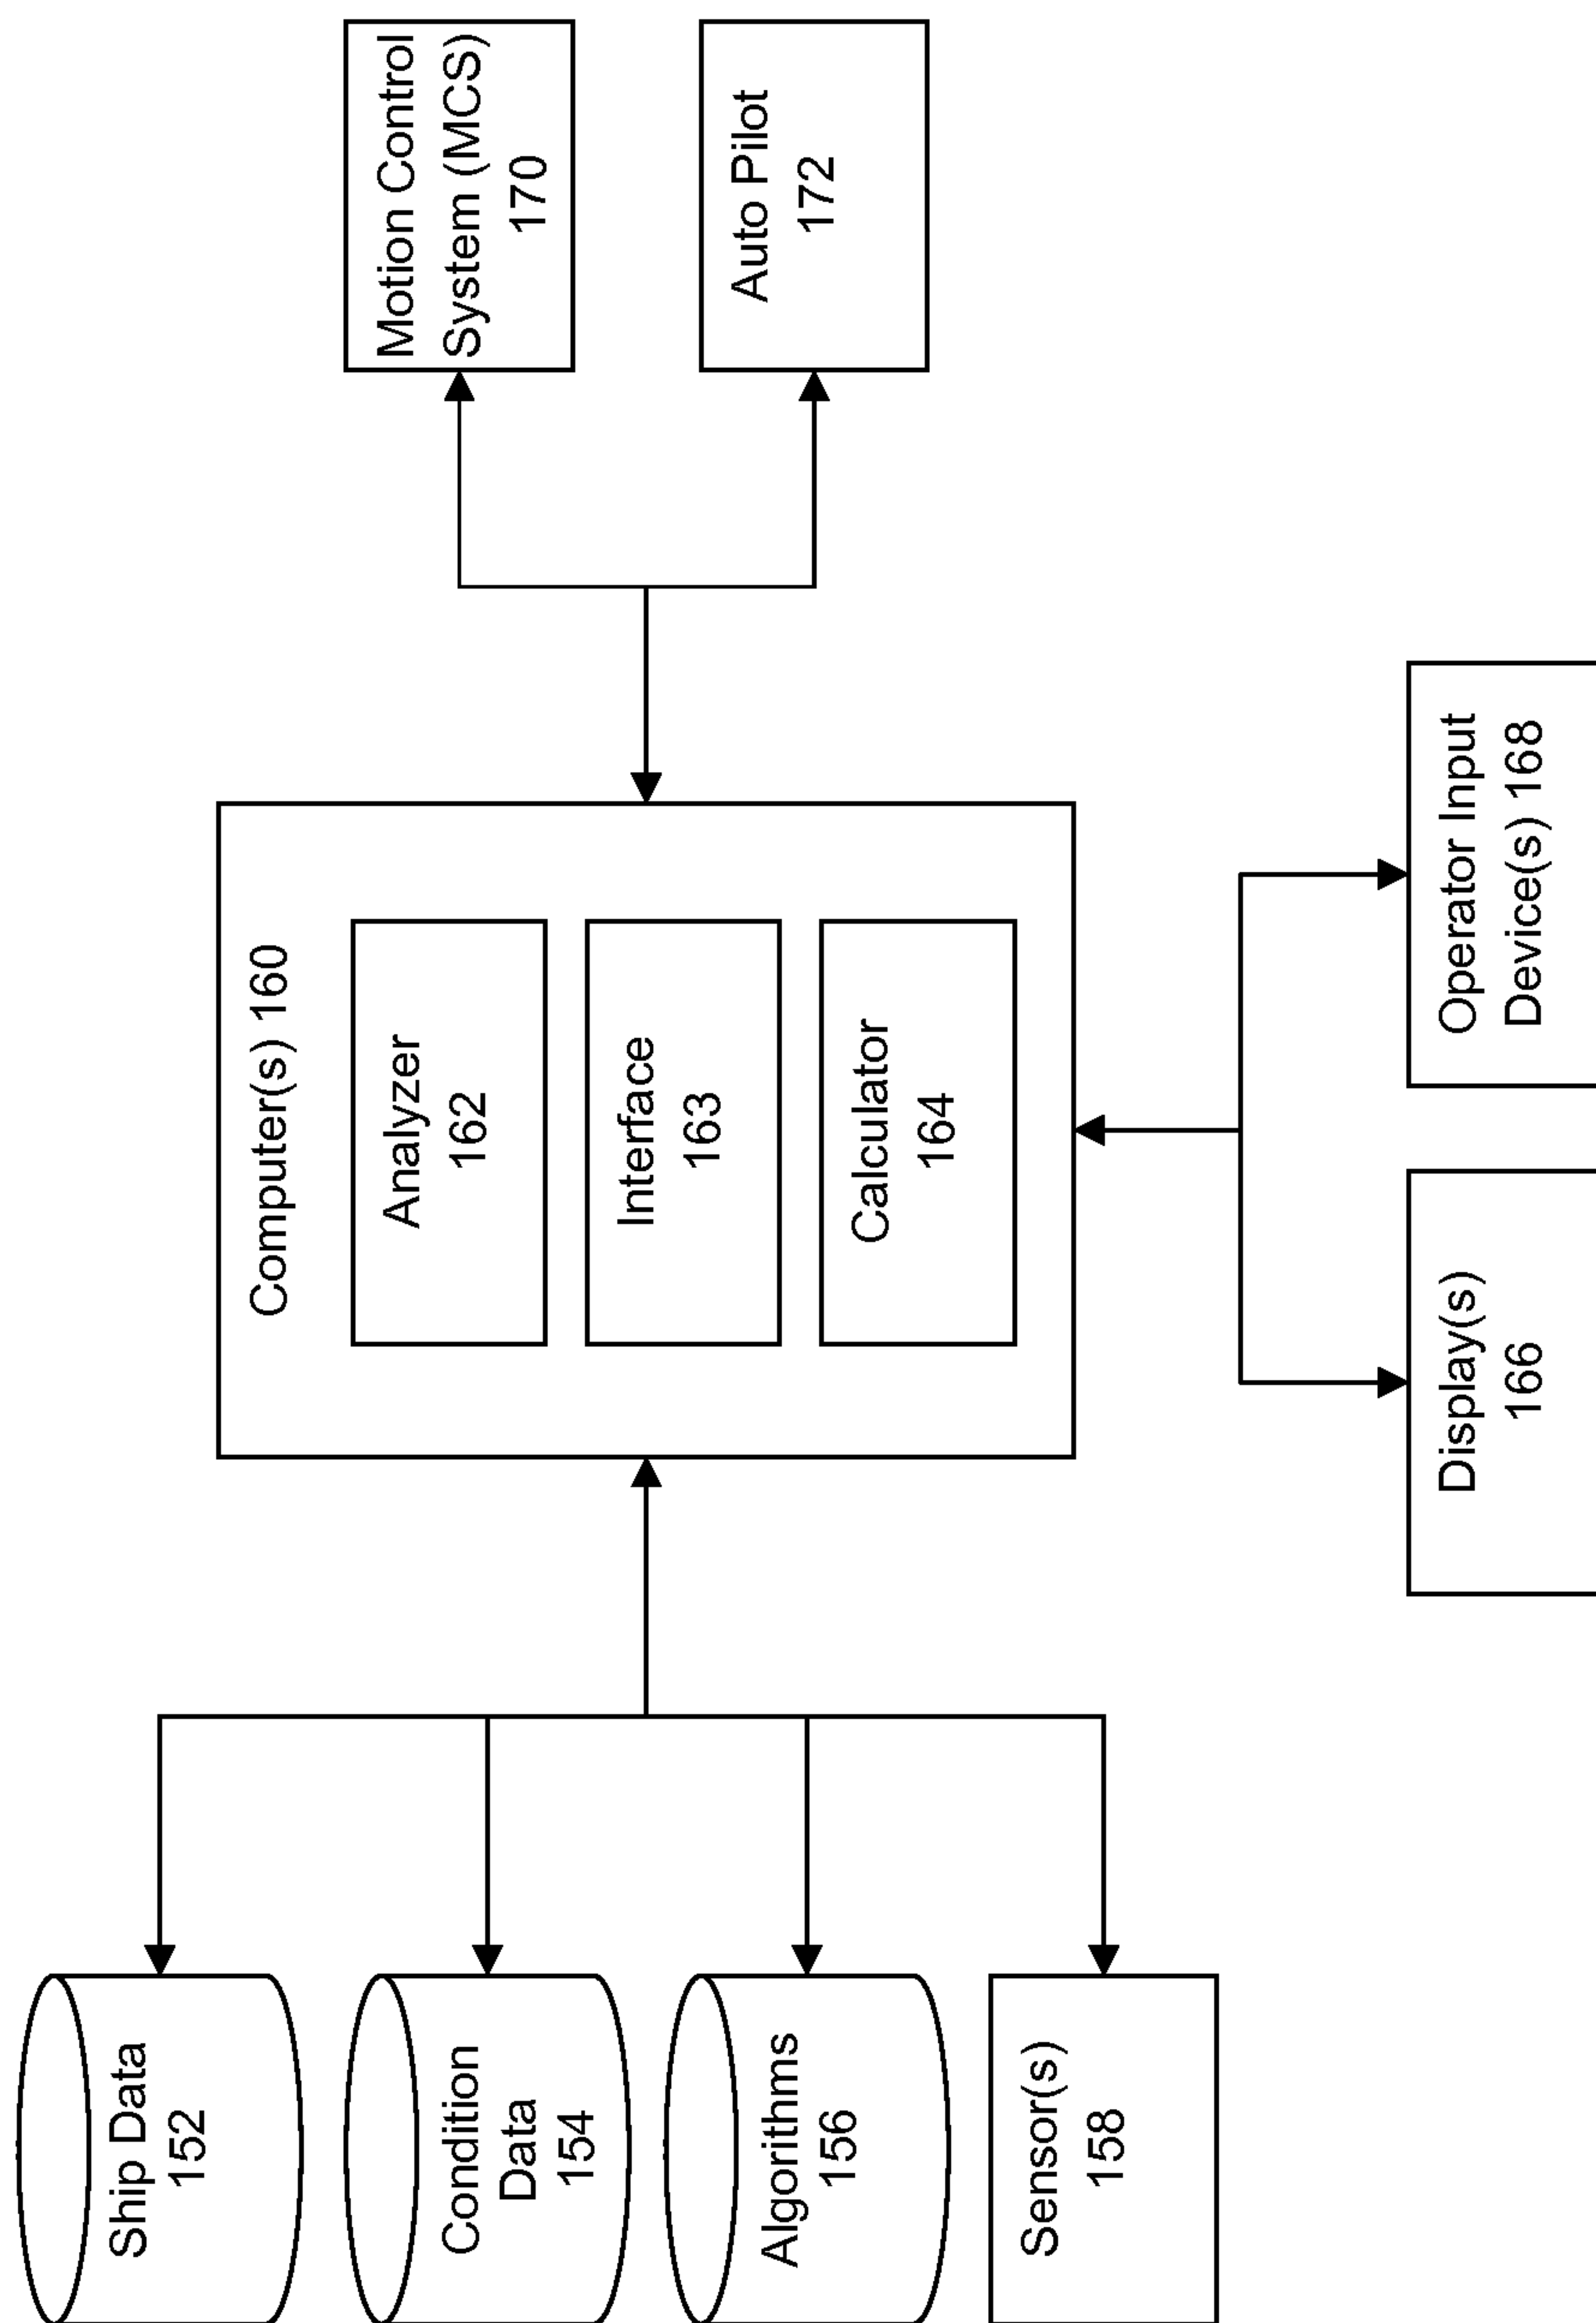 Ship Data
152
Condition
Data
154
Algorithms
156
Sensor(s)
158
Computer(s) 160
Analyzer
162
Interface
163
Calculator
164
Display(s)
166
Operator Input
Device(s) 168
Motion Control
System (MCS)
170
Auto Pilot
172